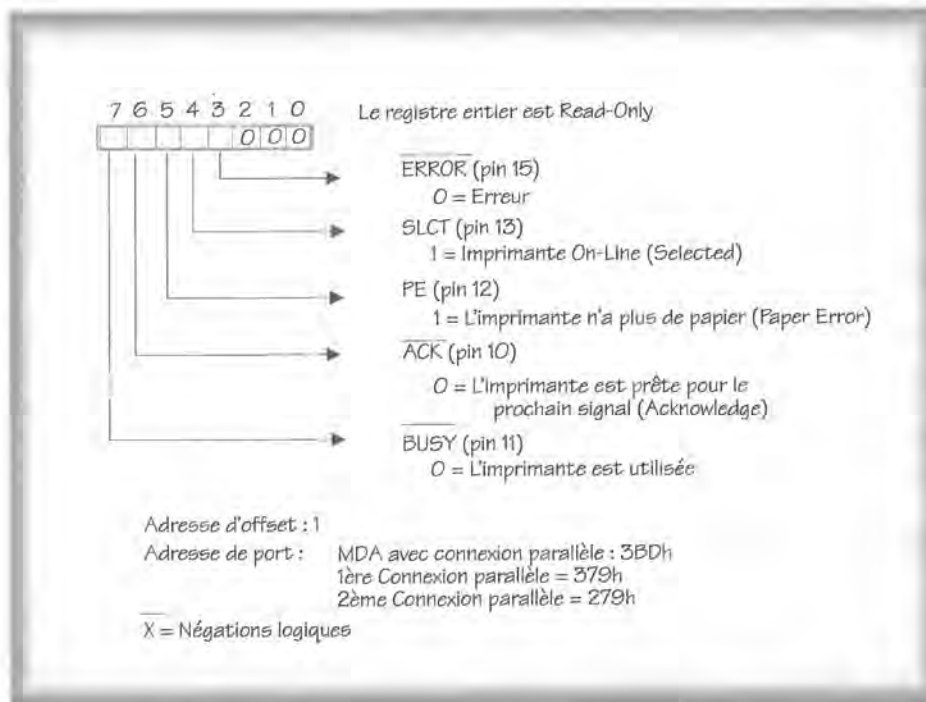 7 6 5 4 3 2 1 0
Le registre entier est Read-Only
0 0 0
ERROR (pin 15)
0 = Erreur
SLCT (pin 13)
1 = Imprimante On-Line (Selected)
PE (pin 12)
1 = L'imprimante n'a plus de papier (Paper Error)
ACK (pin 10)
0 = L'imprimante est prête pour le
prochain signal (Acknowledge)
BUSY (pin 11)
0 = L'imprimante est utilisée
Adresse d'offset : 1
Adresse de port : MDA avec connexion parallèle : 3BDh
1ère Connexion parallèle = 379h
2ème Connexion parallèle = 279h
X = Négations logiques